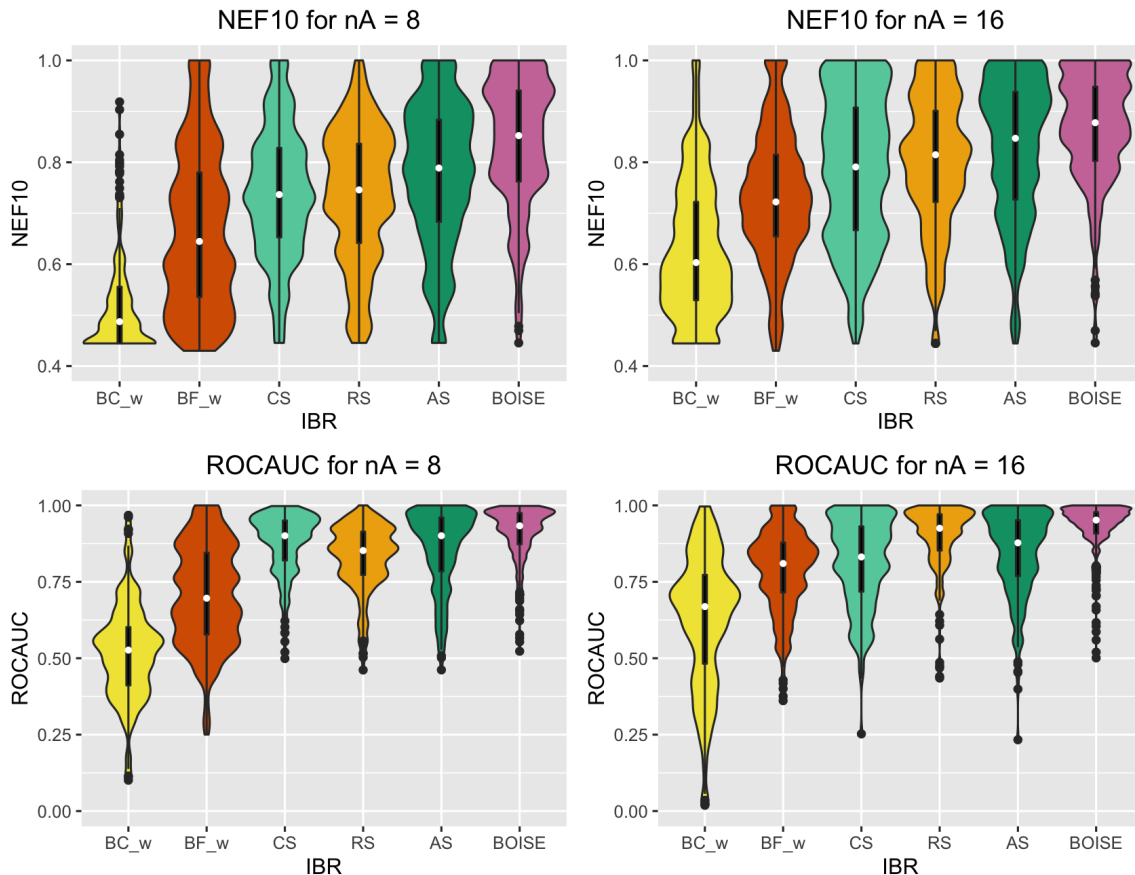 NEF10 for nA = 8
NEF10
1.0
0.8
0.6
0.4
BC_w BF_w CS RS AS BOISE
IBR
NEF10 for nA = 16
NEF10
1.0
0.8
0.6
0.4
BC_w BF_w CS RS AS BOISE
IBR
ROCAUC for nA = 8
ROCAUC
1.00
0.75
0.50
0.25
0.00
BC_w BF_w CS RS AS BOISE
IBR
ROCAUC for nA = 16
ROCAUC
1.00
0.75
0.50
0.25
0.00
BC_w BF_w CS RS AS BOISE
IBR